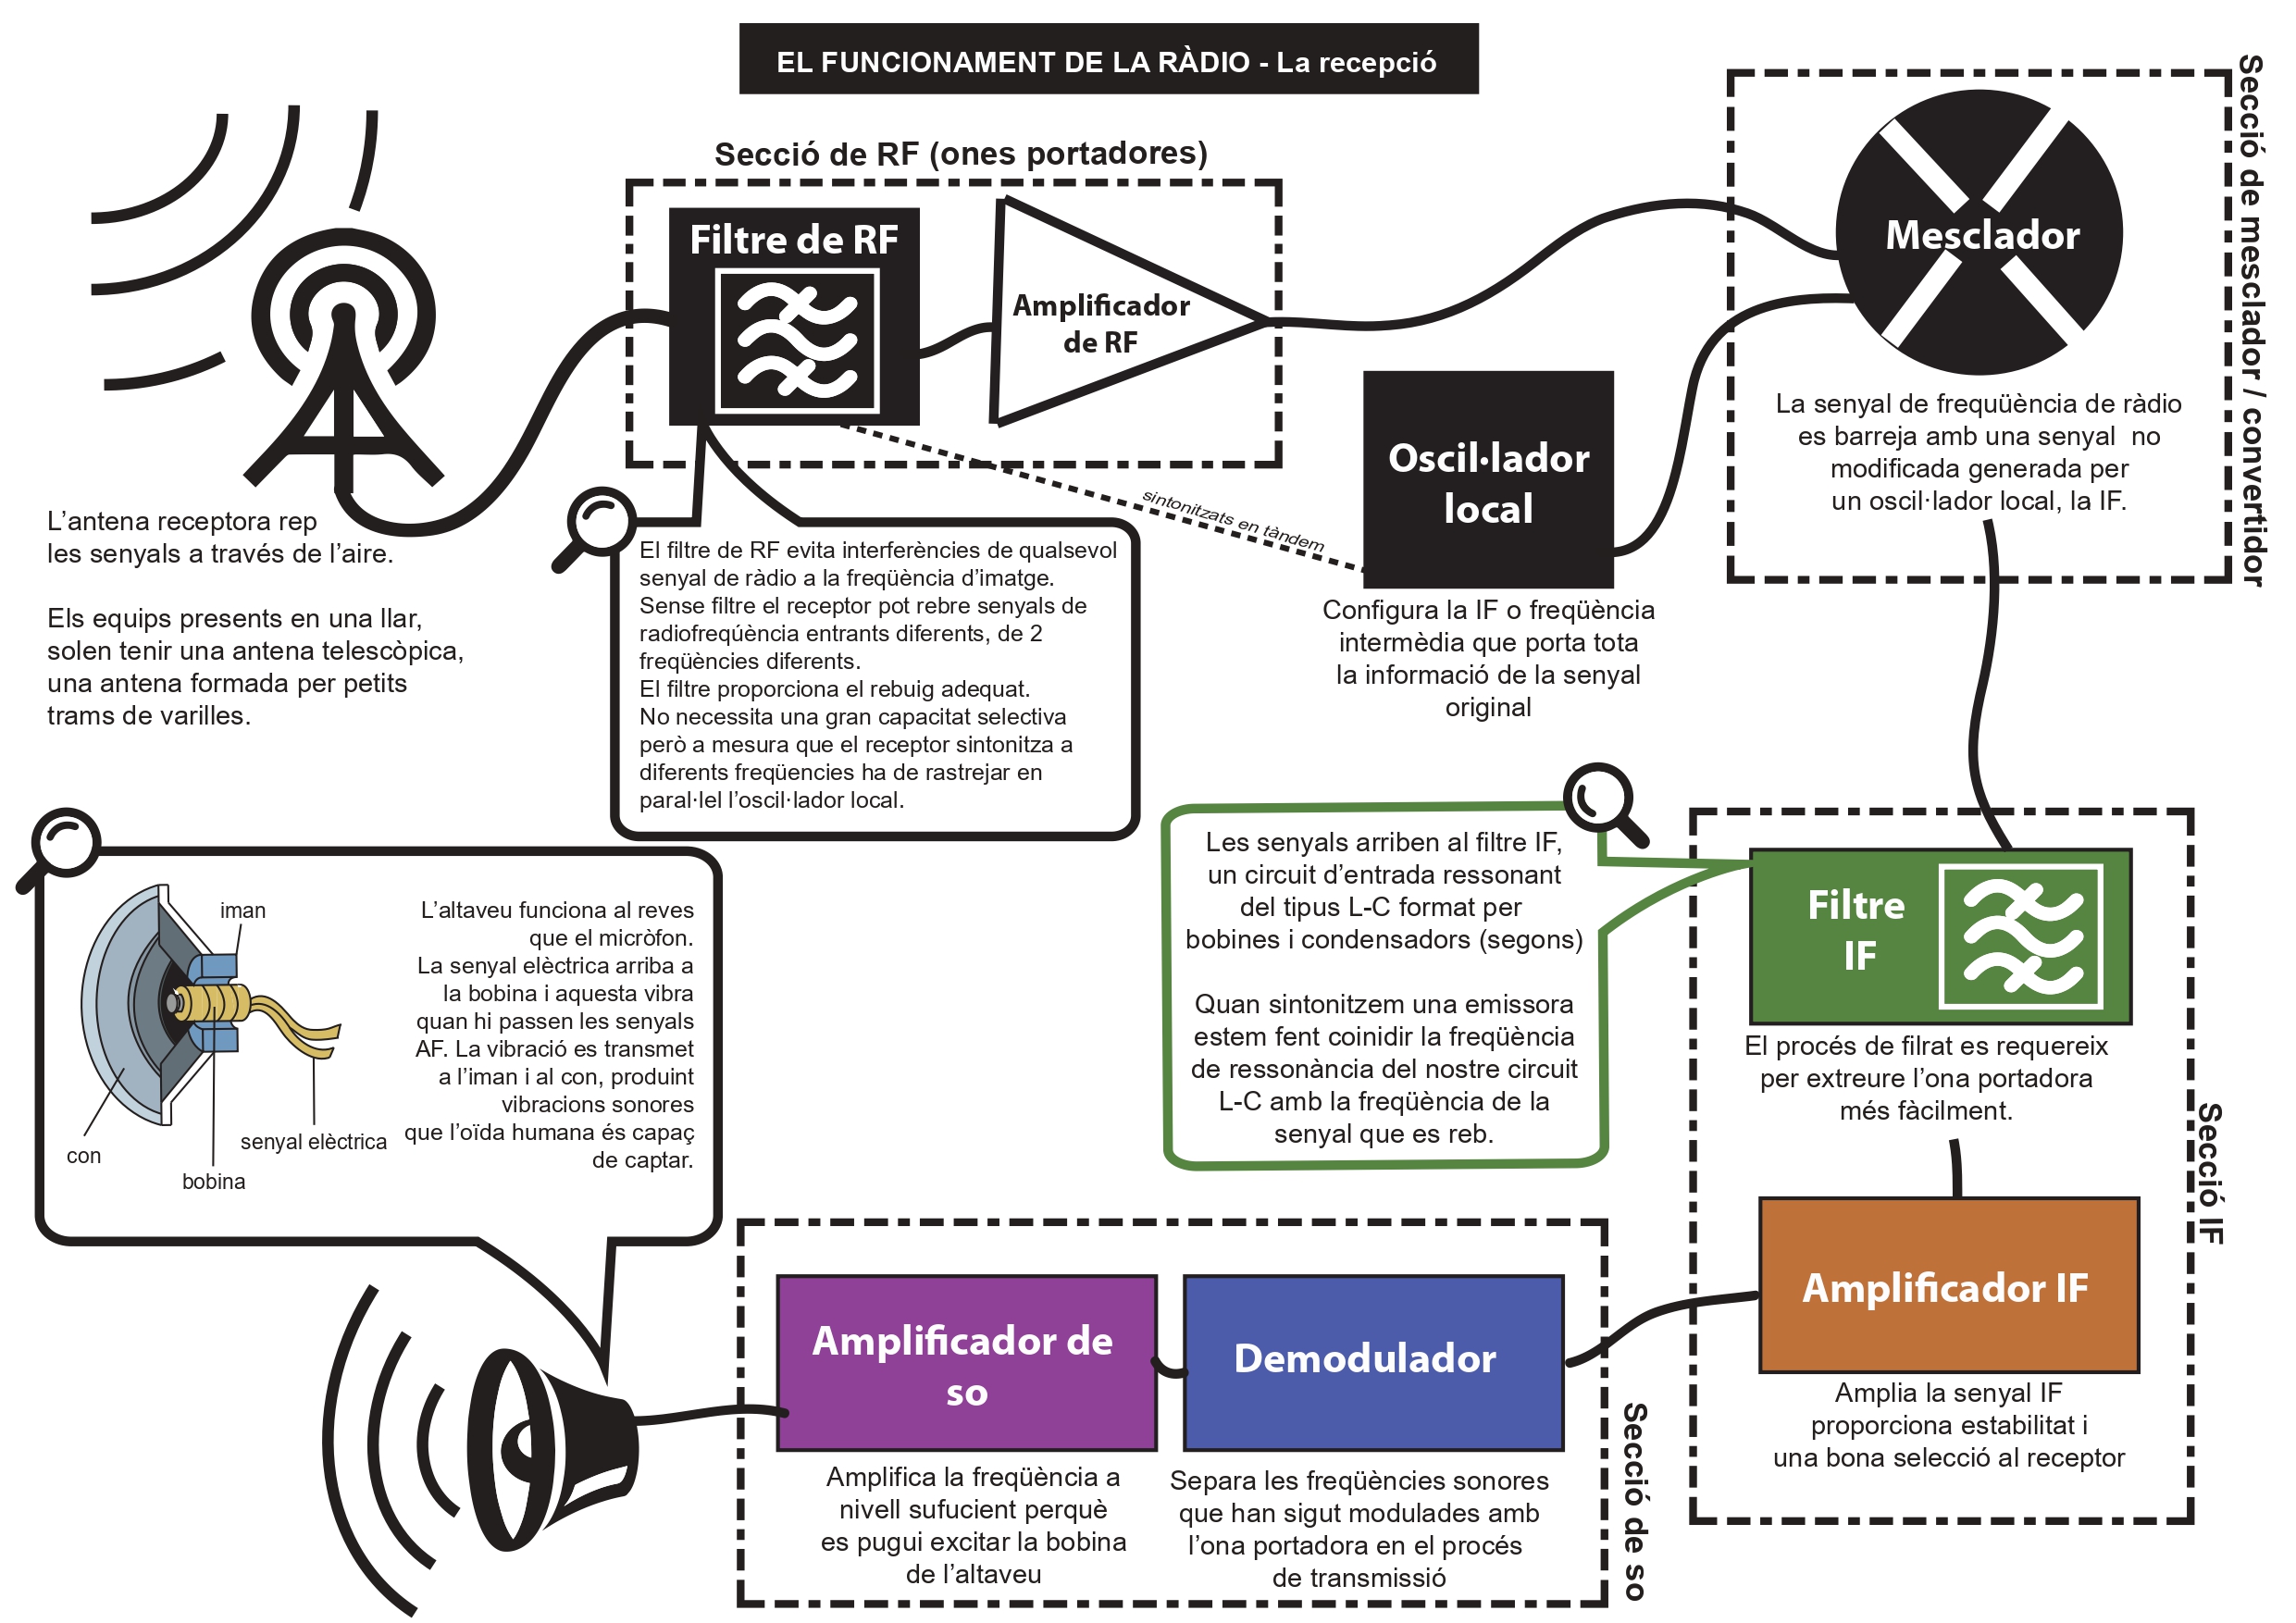 EL FUNCIONAMENT DE LA RÀDIO - La recepció
Secció de RF (ones portadores)
Filtre de RF
Amplificador
de RF
Mesclador
Secció de mesclador / convertidor
La senyal de frequüència de ràdio
es barreja amb una senyal  no
modificada generada per
un oscil·lador local, la IF.
Oscil·lador
local
sintonitzats en tàndem
Configura la IF o freqüència
intermèdia que porta tota
la informació de la senyal
original
L'antena receptora rep
les senyals a través de l'aire.
Els equips presents en una llar,
solen tenir una antena telescòpica,
una antena formada per petits
trams de varilles.
El filtre de RF evita interferències de qualsevol
senyal de ràdio a la freqüència d'imatge.
Sense filtre el receptor pot rebre senyals de
radiofreqúència entrants diferents, de 2
freqüències diferents.
El filtre proporciona el rebuig adequat.
No necessita una gran capacitat selectiva
però a mesura que el receptor sintonitza a
diferents freqüencies ha de rastrejar en
paral·lel l'oscil·lador local.
Les senyals arriben al filtre IF,
un circuit d'entrada ressonant
del tipus L-C format per
bobines i condensadors (segons)
Quan sintonitzem una emissora
estem fent coinidir la freqüència
de ressonància del nostre circuit
L-C amb la freqüència de la
senyal que es reb.
Filtre
IF
El procés de filrat es requereix
per extreure l'ona portadora
més fàcilment.
Secció IF
Amplificador IF
Amplia la senyal IF
proporciona estabilitat i
una bona selecció al receptor
iman
con
bobina
senyal elèctrica
L'altaveu funciona al reves
que el micròfon.
La senyal elèctrica arriba a
la bobina i aquesta vibra
quan hi passen les senyals
AF. La vibració es transmet
a l'iman i al con, produint
vibracions sonores
que l'oïda humana és capaç
de captar.
Amplificador de
so
Amplifica la freqüència a
nivell sufucient perquè
es pugui excitar la bobina
de l'altaveu
Demodulador
Separa les freqüències sonores
que han sigut modulades amb
l'ona portadora en el procés
de transmissió
Secció de so